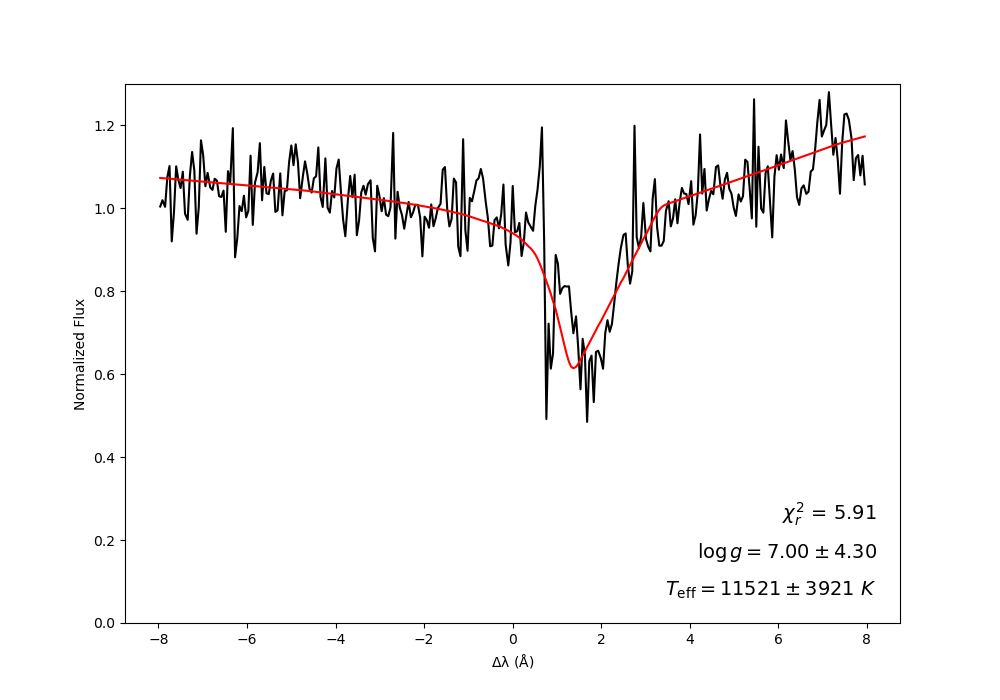 1.2
1.0
0.8
0.6
0.4
0.2
0.0
Normalized Flux
χ²ᵣ = 5.91
log g = 7.00 ± 4.30
T_eff = 11521 ± 3921 K
−8 −6 −4 −2 0 2 4 6 8
Δλ (Å)